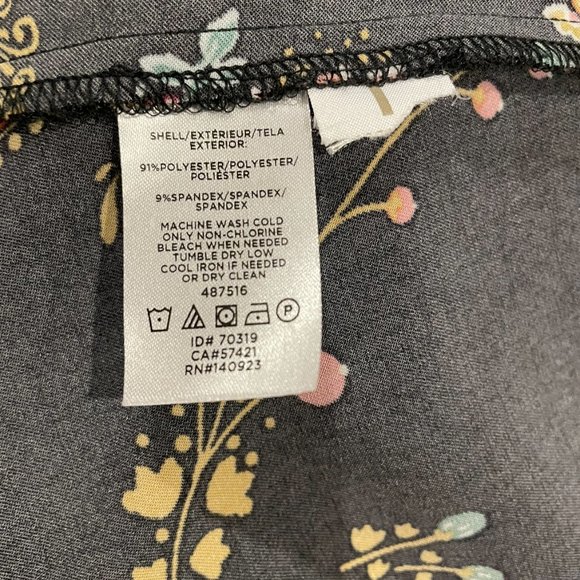 SHELL/EXTÉRIEUR/TELA
EXTERIOR:
91%POLYESTER/POLYESTER/
POLIÉSTER
9%SPANDEX/SPANDEX/
SPANDEX
MACHINE WASH COLD
ONLY NON-CHLORINE
BLEACH WHEN NEEDED
TUMBLE DRY LOW
COOL IRON IF NEEDED
OR DRY CLEAN
487516
P
ID# 70319
CA#57421
RN#140923